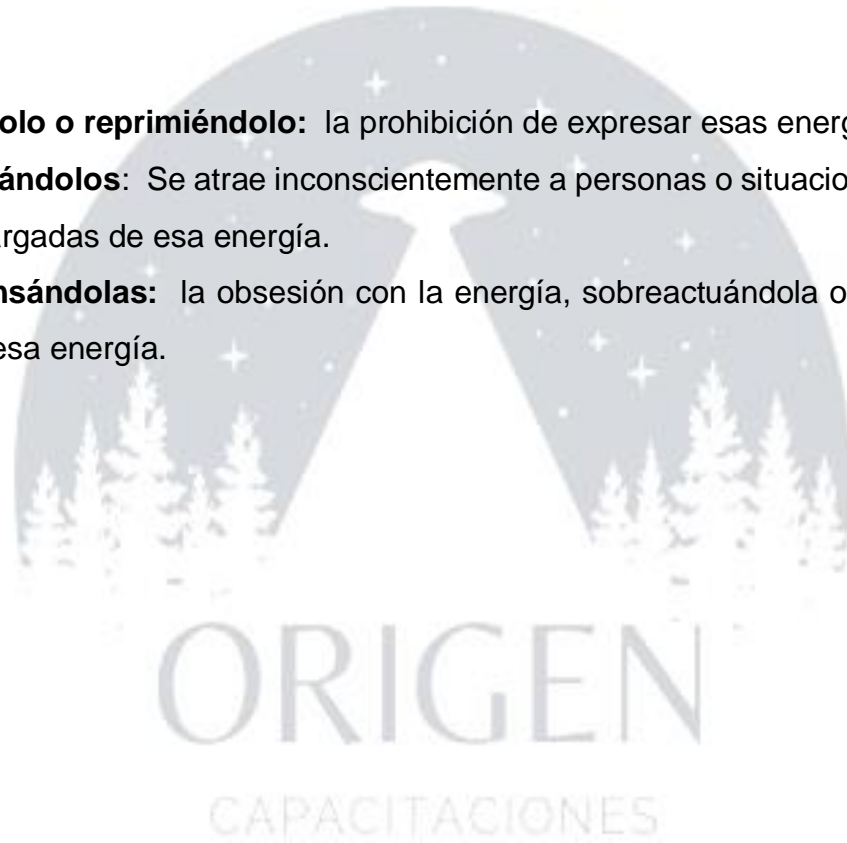 olo o reprimiéndolo: la prohibición de expresar esas energ
ándolos: Se atrae inconscientemente a personas o situacio
argadas de esa energía.
nsándolas: la obsesión con la energía, sobreactuándola o
esa energía.
ORIGEN
CAPACITACIONES